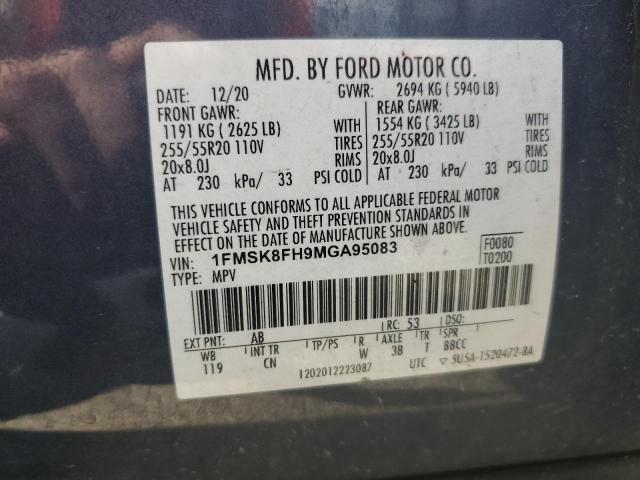 MFD. BY FORD MOTOR CO.
DATE: 12/20 GVWR: 2694 KG ( 5940 LB)
FRONT GAWR: REAR GAWR:
1191 KG ( 2625 LB) WITH 1554 KG ( 3425 LB) WITH
255/55R20 110V TIRES 255/55R20 110V TIRES
20x8.0J RIMS 20x8.0J RIMS
AT 230 kPa/ 33 PSI COLD AT 230 kPa/ 33 PSI COLD
THIS VEHICLE CONFORMS TO ALL APPLICABLE FEDERAL MOTOR
VEHICLE SAFETY AND THEFT PREVENTION STANDARDS IN
EFFECT ON THE DATE OF MANUFACTURE SHOWN ABOVE.
VIN: 1FMSK8FH9MGA95083 F0080
TYPE: MPV T0200
EXT PNT: AB RC: 53 DSO:
WB INT TR TP/PS R AXLE TR SPR
119 CN W 3B T BBCC
1202012223087 UTC ▽ 5U5A-1520472-8A